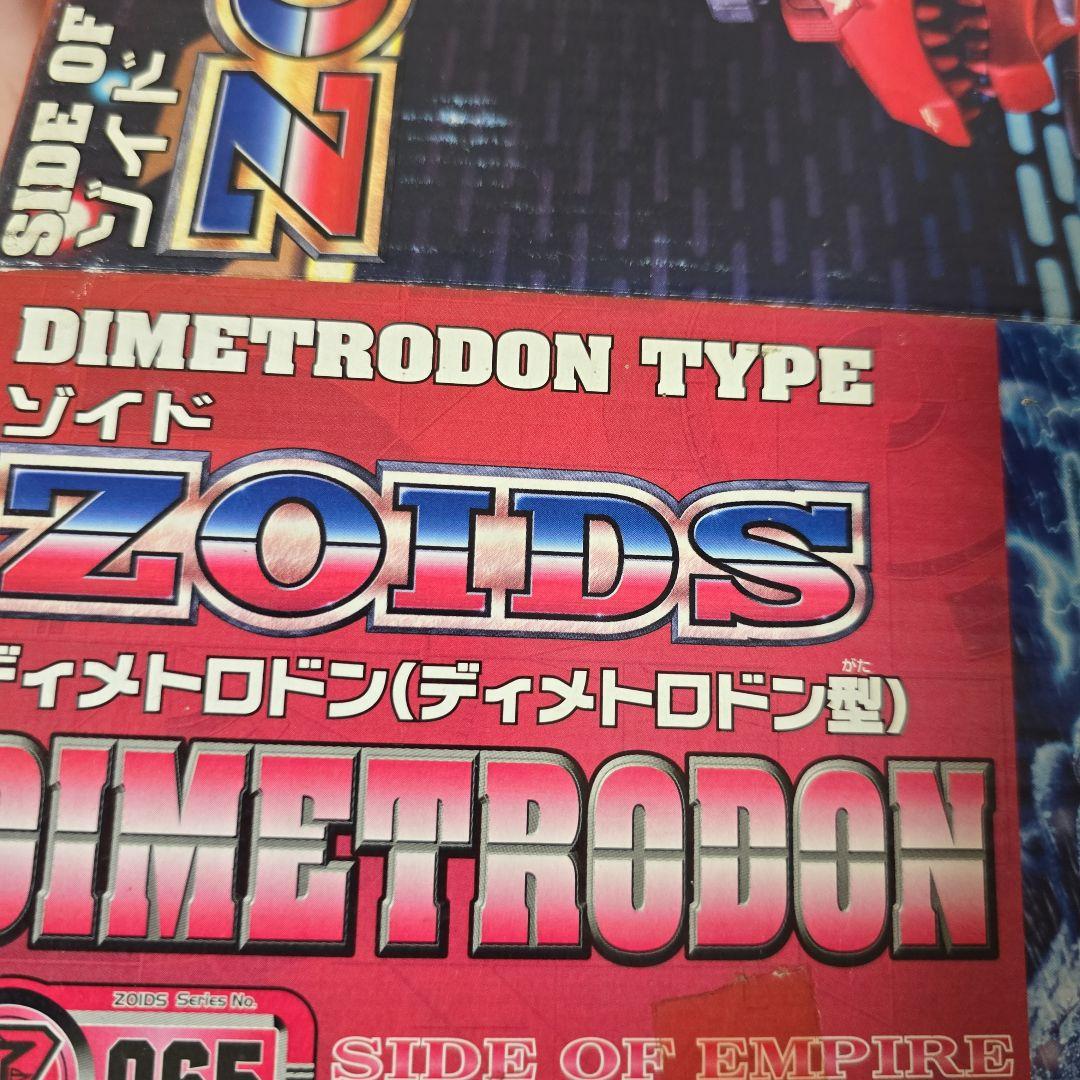 SIDE OF
ゾイド
DIMETRODON TYPE
ゾイド
ZOIDS
ディメトロドン(ディメトロドン型)
がた
DIMETRODON
ZOIDS Series No.
065
SIDE OF EMPIRE